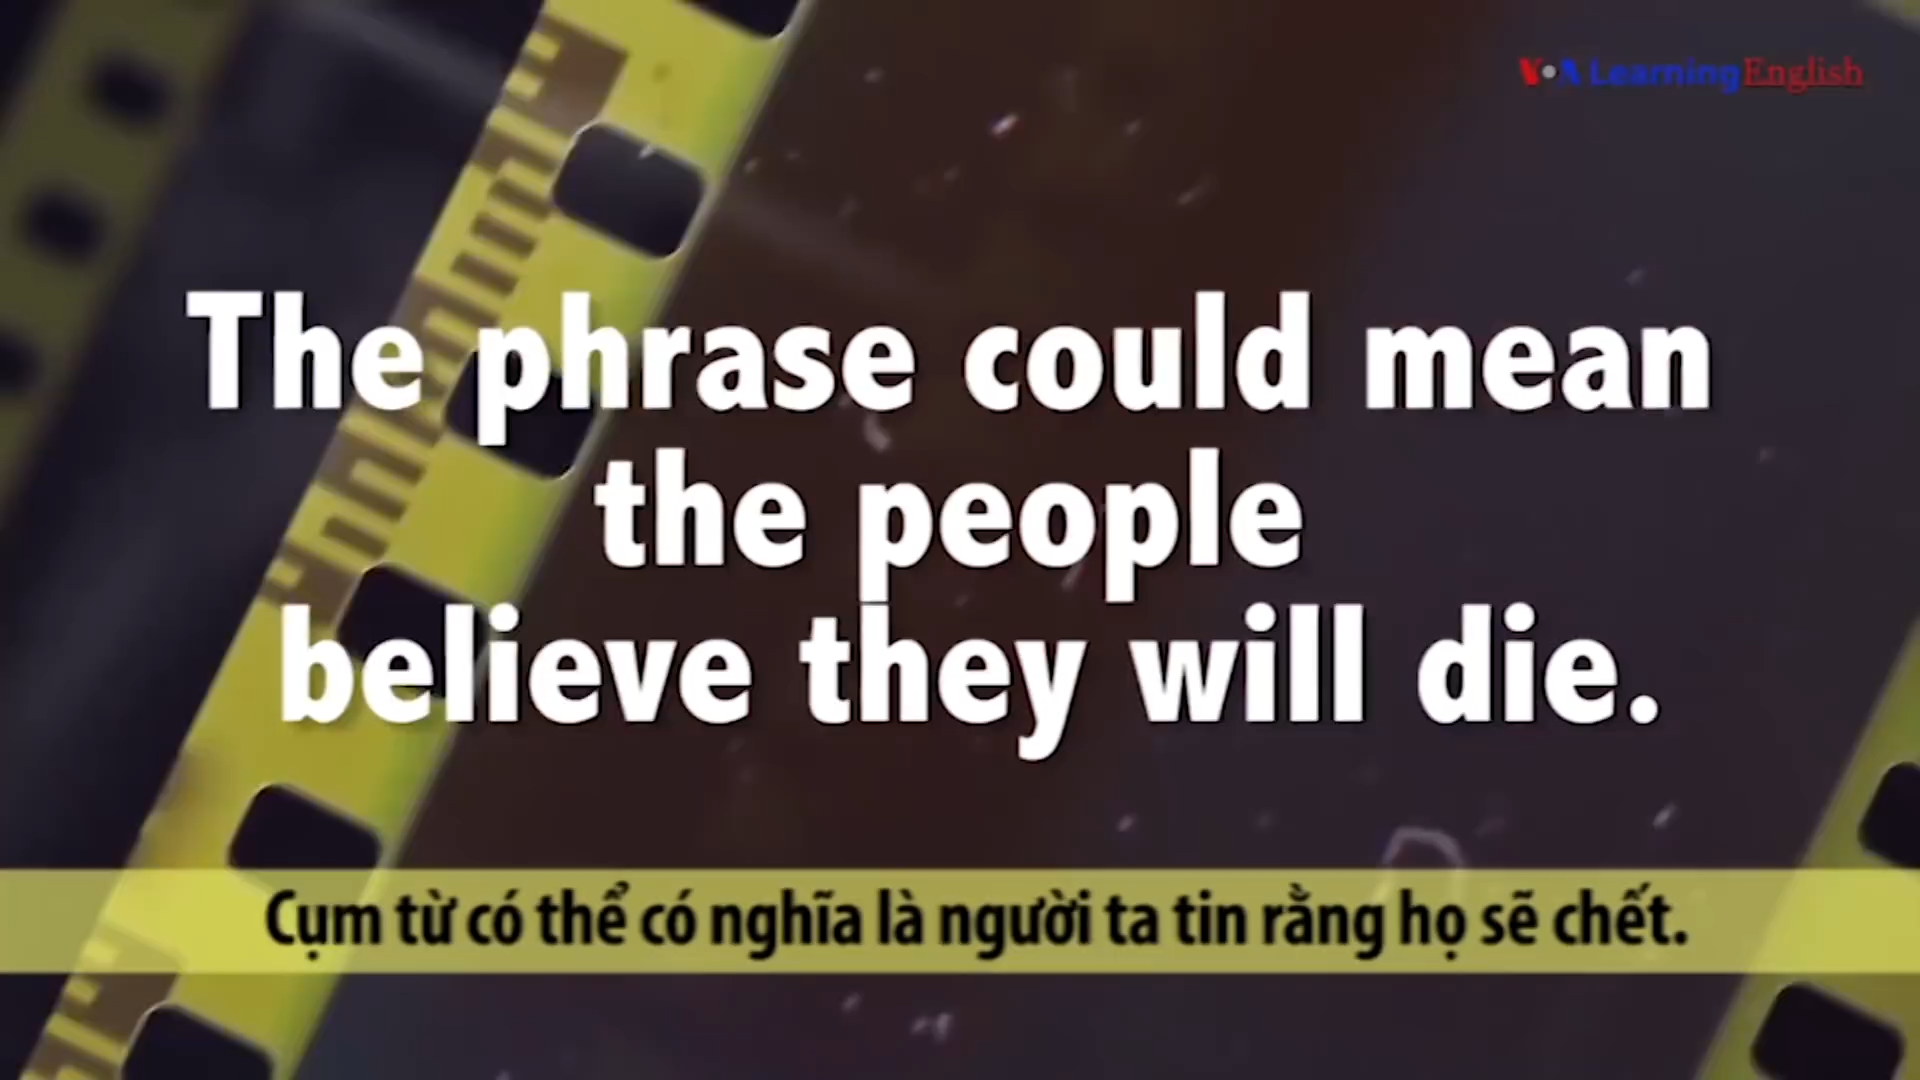 VOA Learning English
The phrase could mean
the people
believe they will die.
Cụm từ có thể có nghĩa là người ta tin rằng họ sẽ chết.